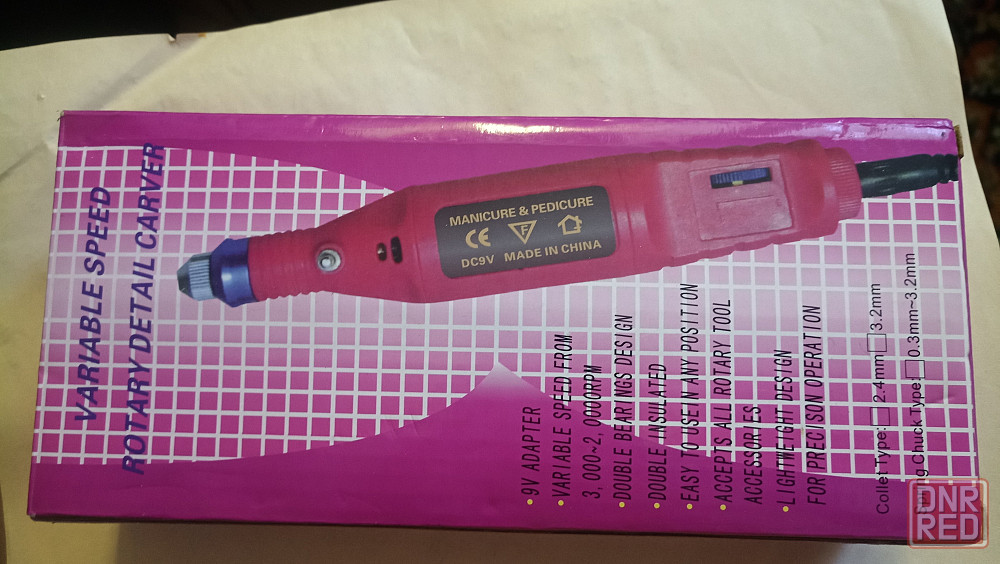 VARIABLE SPEED
ROTARY DETAIL CARVER
MANICURE & PEDICURE
CE F
DC9V MADE IN CHINA
•9V ADAPTER
•VARIABLE SPEED FROM
3,000~2,0000RPM
•DOUBLE BEARINGS DESIGN
•DOUBLE INSULATED
•EASY TO USE IN ANY POSITION
•ACCEPTS ALL ROTARY TOOL
ACCESSORIES
•LIGHTWEIGHT DESIGN
FOR PRECISON OPERATION
Collet Type: □ 2.4mm □ 3.2mm
Chuck Type: □ 0.3mm~3.2mm
DNR
RED